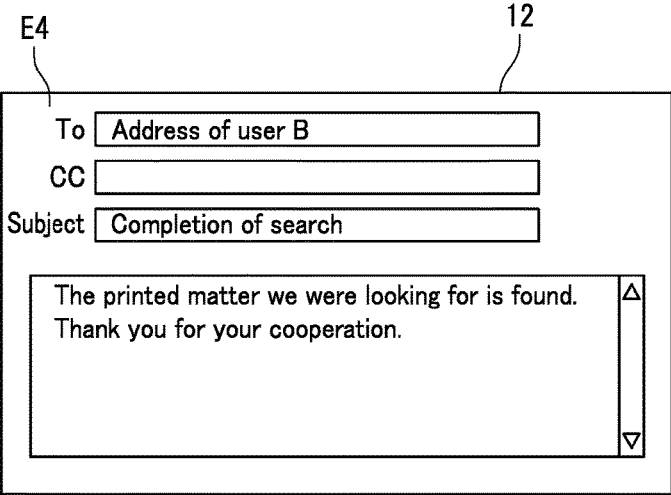 E4
12
To Address of user B
CC
Subject Completion of search
The printed matter we were looking for is found.
Thank you for your cooperation.